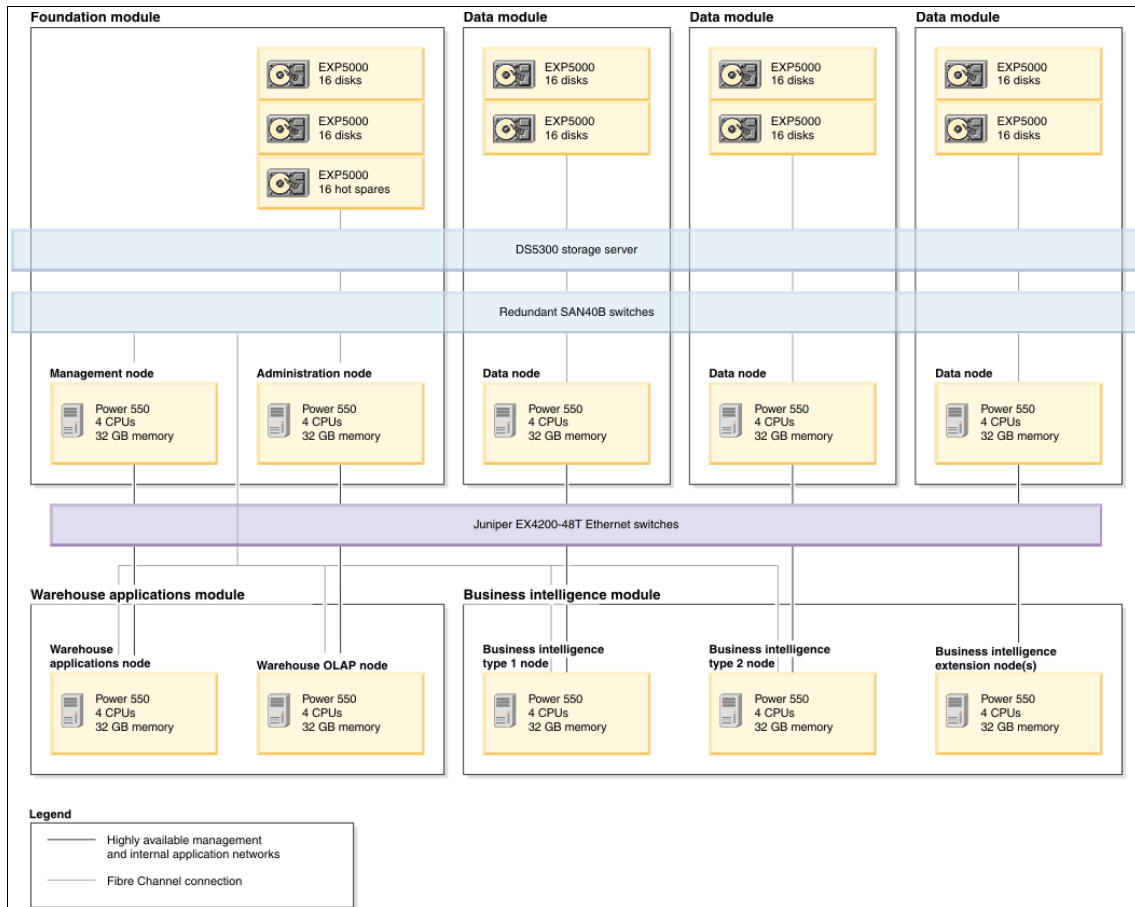 Foundation module
Data module
Data module
Data module
EXP5000
16 disks
EXP5000
16 disks
EXP5000
16 hot spares
EXP5000
16 disks
EXP5000
16 disks
EXP5000
16 disks
EXP5000
16 disks
EXP5000
16 disks
EXP5000
16 disks
DS5300 storage server
Redundant SAN40B switches
Management node
Power 550
4 CPUs
32 GB memory
Administration node
Power 550
4 CPUs
32 GB memory
Data node
Power 550
4 CPUs
32 GB memory
Data node
Power 550
4 CPUs
32 GB memory
Data node
Power 550
4 CPUs
32 GB memory
Juniper EX4200-48T Ethernet switches
Warehouse applications module
Business intelligence module
Warehouse
applications node
Power 550
4 CPUs
32 GB memory
Warehouse OLAP node
Power 550
4 CPUs
32 GB memory
Business intelligence
type 1 node
Power 550
4 CPUs
32 GB memory
Business intelligence
type 2 node
Power 550
4 CPUs
32 GB memory
Business intelligence
extension node(s)
Power 550
4 CPUs
32 GB memory
Legend
Highly available management
and internal application networks
Fibre Channel connection